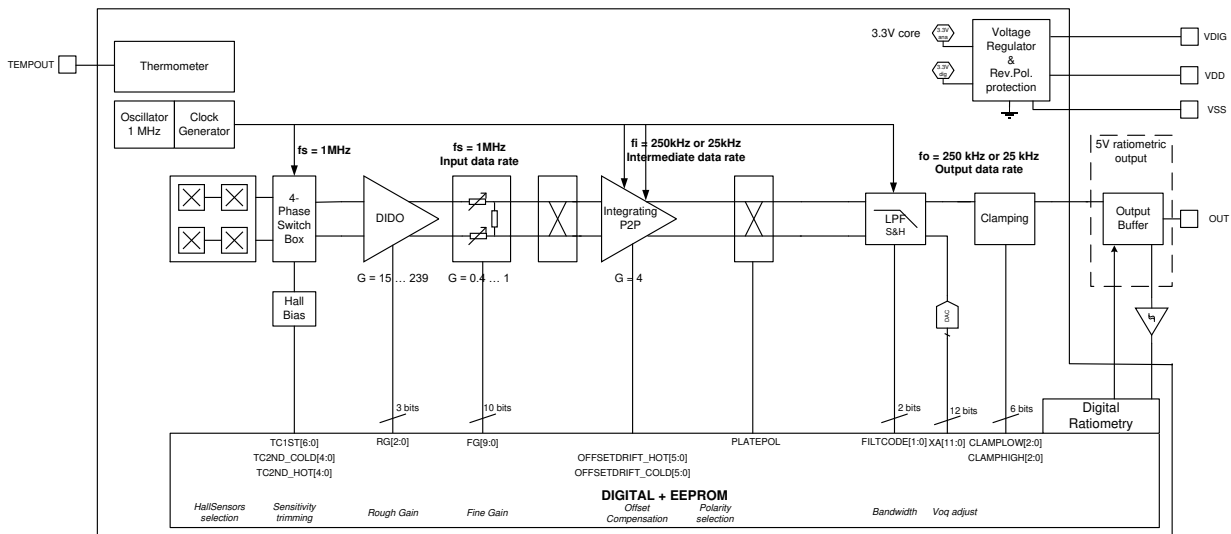 3.3V core
3.3V
ana
3.3V
dig
Voltage
Regulator
&
Rev.Pol.
protection
VDIG
VDD
VSS
TEMPOUT
Thermometer
Oscillator
1 MHz
Clock
Generator
fs = 1MHz
fs = 1MHz
Input data rate
fi = 250kHz or 25kHz
Intermediate data rate
fo = 250 kHz or 25 kHz
Output data rate
5V ratiometric
output
4-
Phase
Switch
Box
DIDO
Integrating
P2P
LPF
S&H
Clamping
Output
Buffer
OUT
G = 15 ... 239
G = 0.4 ... 1
G = 4
Hall
Bias
DAC
3 bits
10 bits
2 bits
12 bits
6 bits
Digital
Ratiometry
TC1ST[6:0]
TC2ND_COLD[4:0]
TC2ND_HOT[4:0]
RG[2:0]
FG[9:0]
OFFSETDRIFT_HOT[5:0]
OFFSETDRIFT_COLD[5:0]
PLATEPOL
FILTCODE[1:0]
XA[11:0]
CLAMPLOW[2:0]
CLAMPHIGH[2:0]
DIGITAL + EEPROM
HallSensors
selection
Sensitivity
trimming
Rough Gain
Fine Gain
Offset
Compensation
Polarity
selection
Bandwidth
Voq adjust